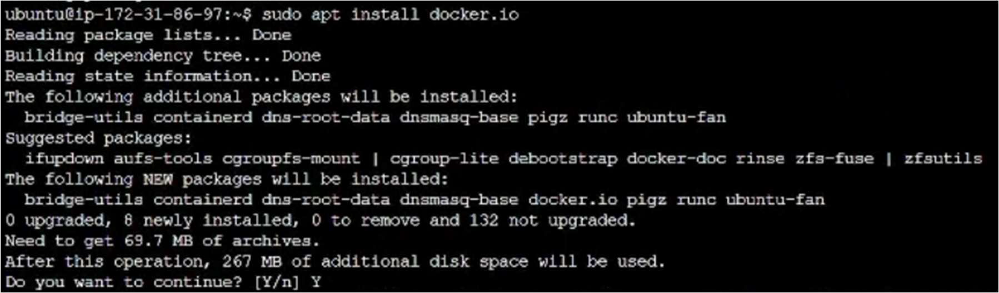 ubuntu@ip-172-31-86-97:~$ sudo apt install docker.io
Reading package lists... Done
Building dependency tree... Done
Reading state information... Done
The following additional packages will be installed:
  bridge-utils containerd dns-root-data dnsmasq-base pigz runc ubuntu-fan
Suggested packages:
  ifupdown aufs-tools cgroupfs-mount | cgroup-lite debootstrap docker-doc rinse zfs-fuse | zfsutils
The following NEW packages will be installed:
  bridge-utils containerd dns-root-data dnsmasq-base docker.io pigz runc ubuntu-fan
0 upgraded, 8 newly installed, 0 to remove and 132 not upgraded.
Need to get 69.7 MB of archives.
After this operation, 267 MB of additional disk space will be used.
Do you want to continue? [Y/n] Y